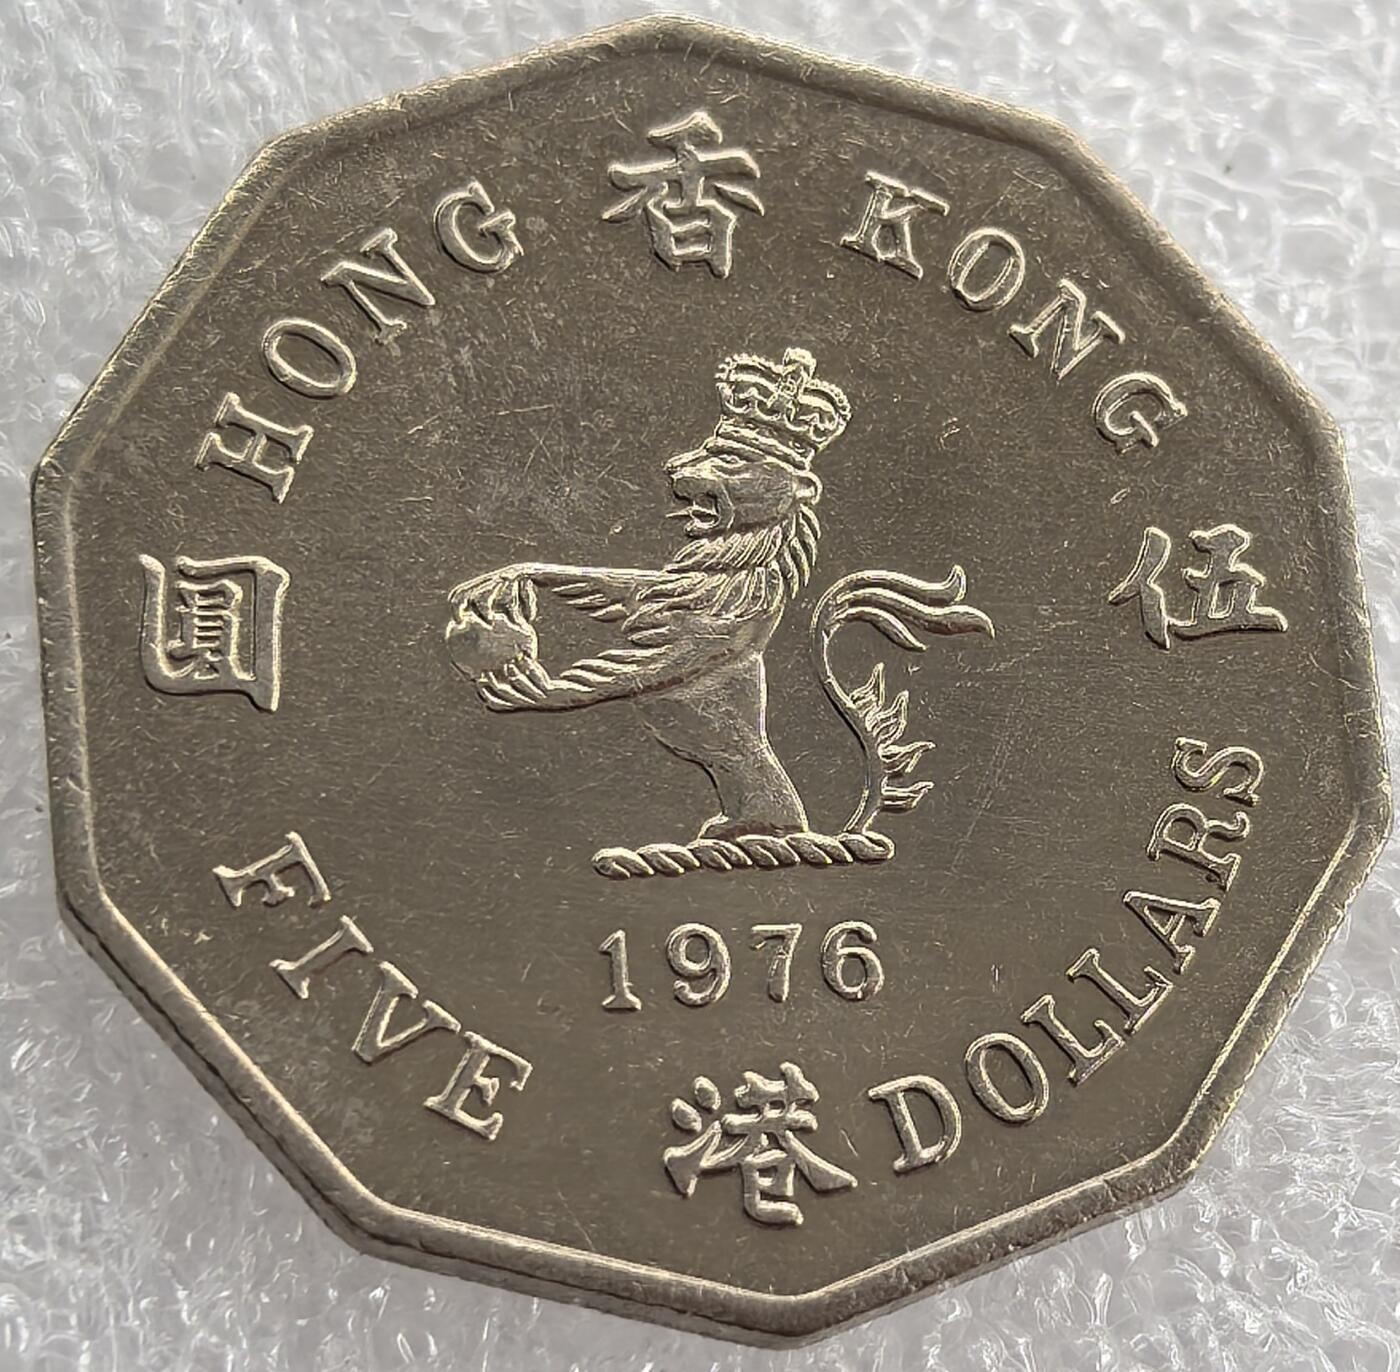 HONG KONG
香港
伍圓
1976
FIVE DOLLARS